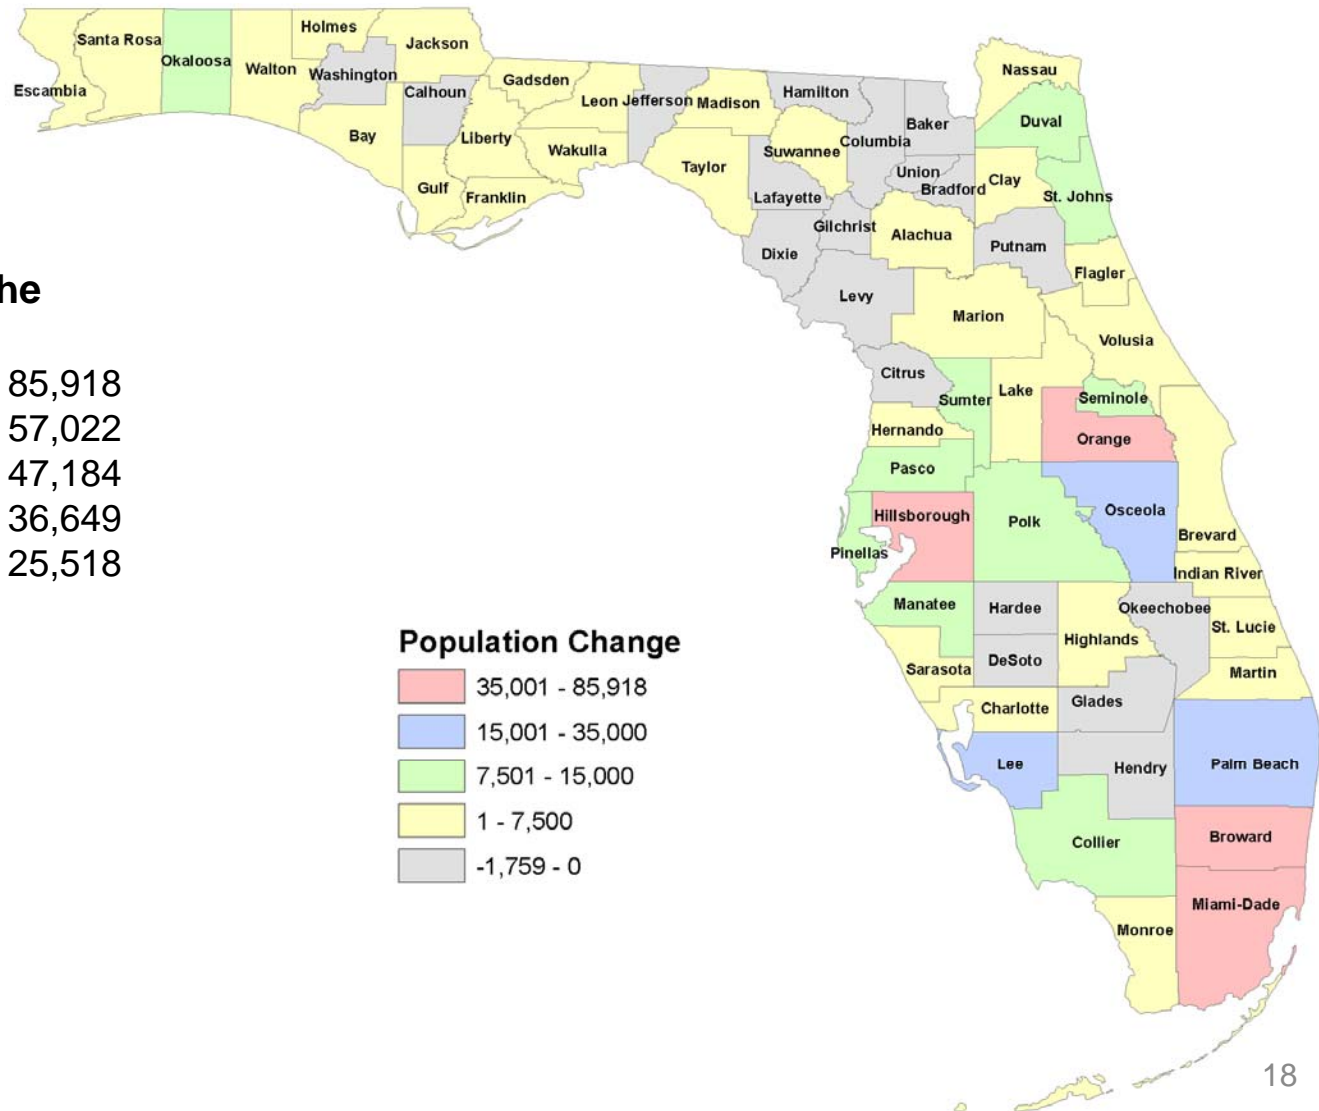 Holmes
Santa Rosa
Jackson
Okaloosa
Walton
Washington
Escambia
Calhoun
Gadsden
Leon
Jefferson
Madison
Hamilton
Nassau
Bay
Liberty
Wakulla
Taylor
Suwannee
Columbia
Baker
Duval
Gulf
Franklin
Lafayette
Union
Bradford
Clay
St. Johns
Gilchrist
Alachua
Putnam
Dixie
Flagler
Levy
Marion
Volusia
Citrus
Sumter
Lake
Seminole
Hernando
Orange
Pasco
Hillsborough
Polk
Osceola
Pinellas
Brevard
Indian River
Manatee
Hardee
Okeechobee
Highlands
St. Lucie
Sarasota
DeSoto
Martin
Charlotte
Glades
Lee
Hendry
Palm Beach
Collier
Broward
Miami-Dade
Monroe
he
85,918
57,022
47,184
36,649
25,518
Population Change
35,001 - 85,918
15,001 - 35,000
7,501 - 15,000
1 - 7,500
-1,759 - 0
18